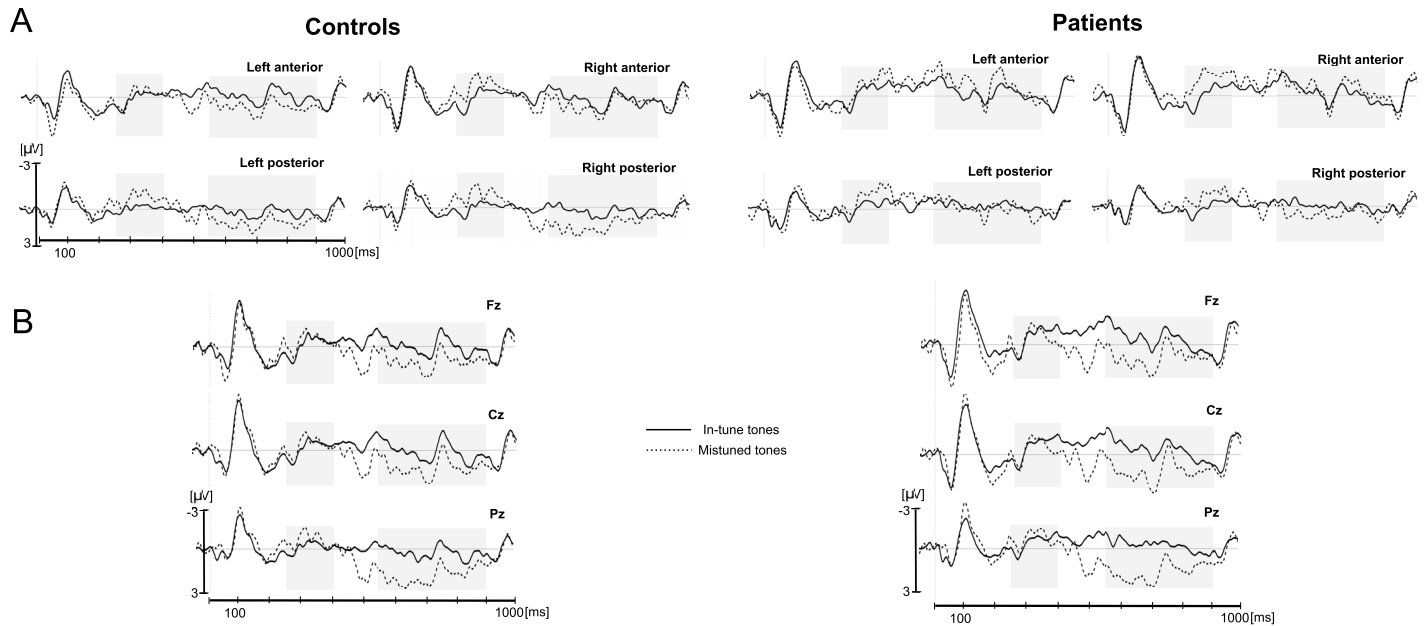 A
Controls
Patients
Left anterior
Right anterior
Left anterior
Right anterior
[μV]
-3
3
Left posterior
Right posterior
Left posterior
Right posterior
100
1000[ms]
B
Fz
Fz
Cz
Cz
In-tune tones
Mistuned tones
[μV]
-3
3
Pz
[μV]
-3
3
Pz
100
1000[ms]
100
1000[ms]